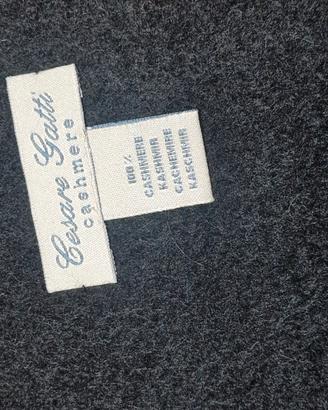 Cesare Gatti
cashmere
100 %
CASHMERE
KASHMIR
CACHEMIRE
KASCHMIR